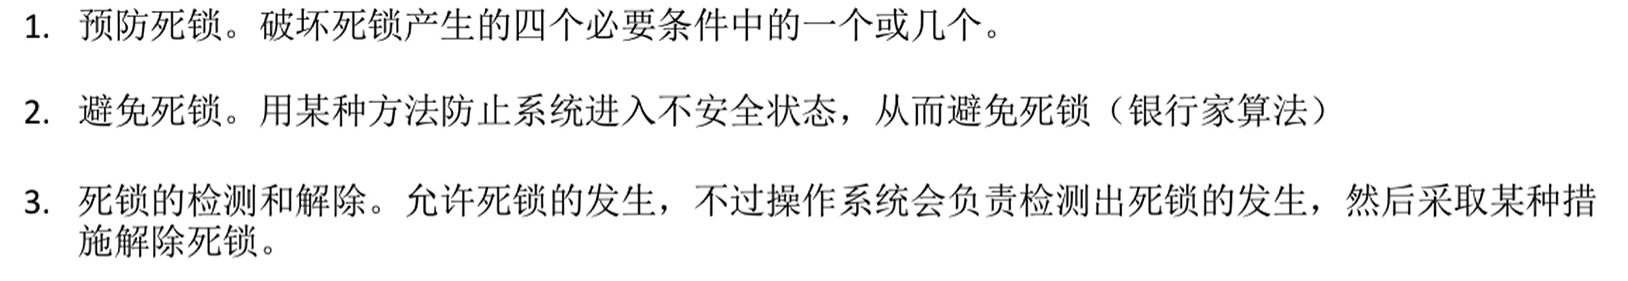 1. 预防死锁。破坏死锁产生的四个必要条件中的一个或几个。
2. 避免死锁。用某种方法防止系统进入不安全状态，从而避免死锁（银行家算法）
3. 死锁的检测和解除。允许死锁的发生，不过操作系统会负责检测出死锁的发生，然后采取某种措
施解除死锁。